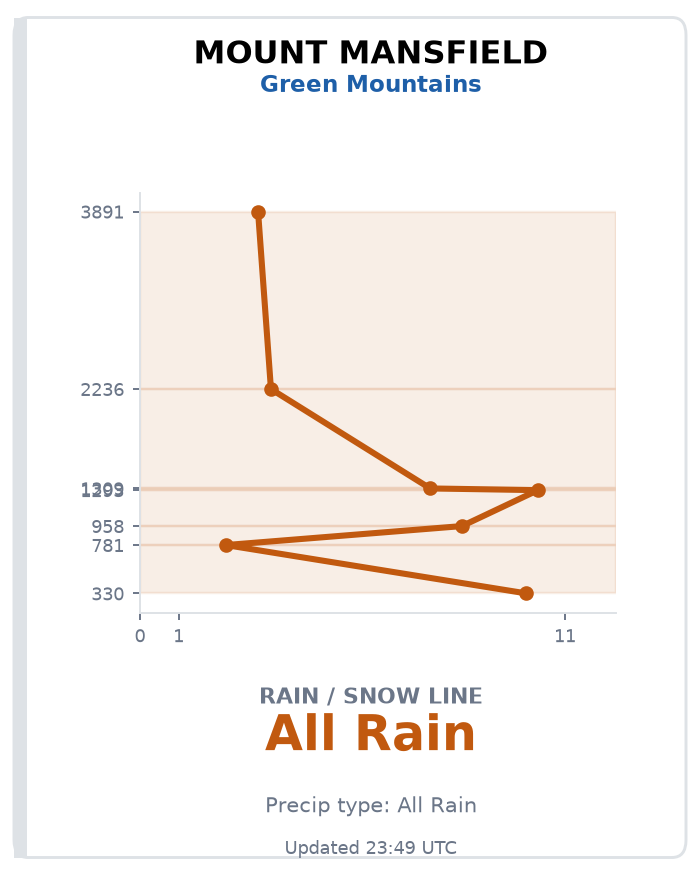 MOUNT MANSFIELD
Green Mountains
3891
2236
958
781
330
0 1 11
RAIN / SNOW LINE
All Rain
Precip type: All Rain
Updated 23:49 UTC